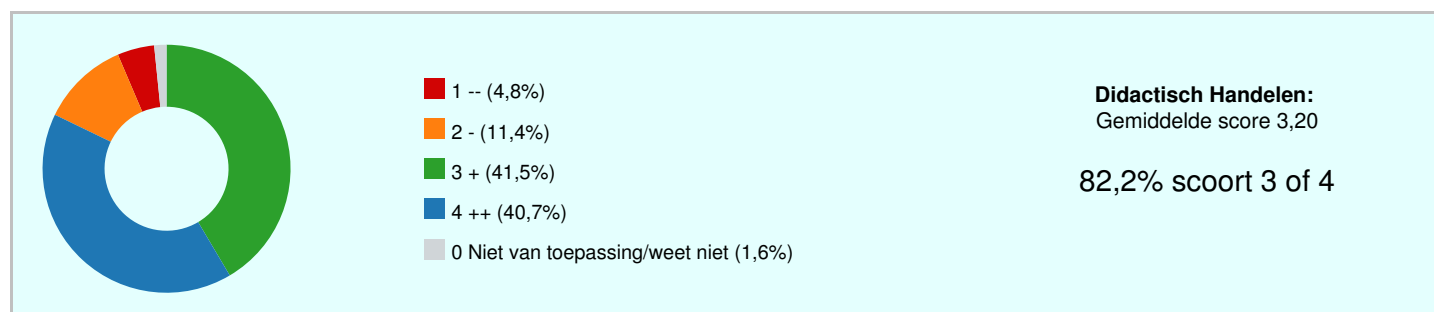 1 -- (4,8%)
2 - (11,4%)
3 + (41,5%)
4 ++ (40,7%)
0 Niet van toepassing/weet niet (1,6%)
Didactisch Handelen:
Gemiddelde score 3,20
82,2% scoort 3 of 4